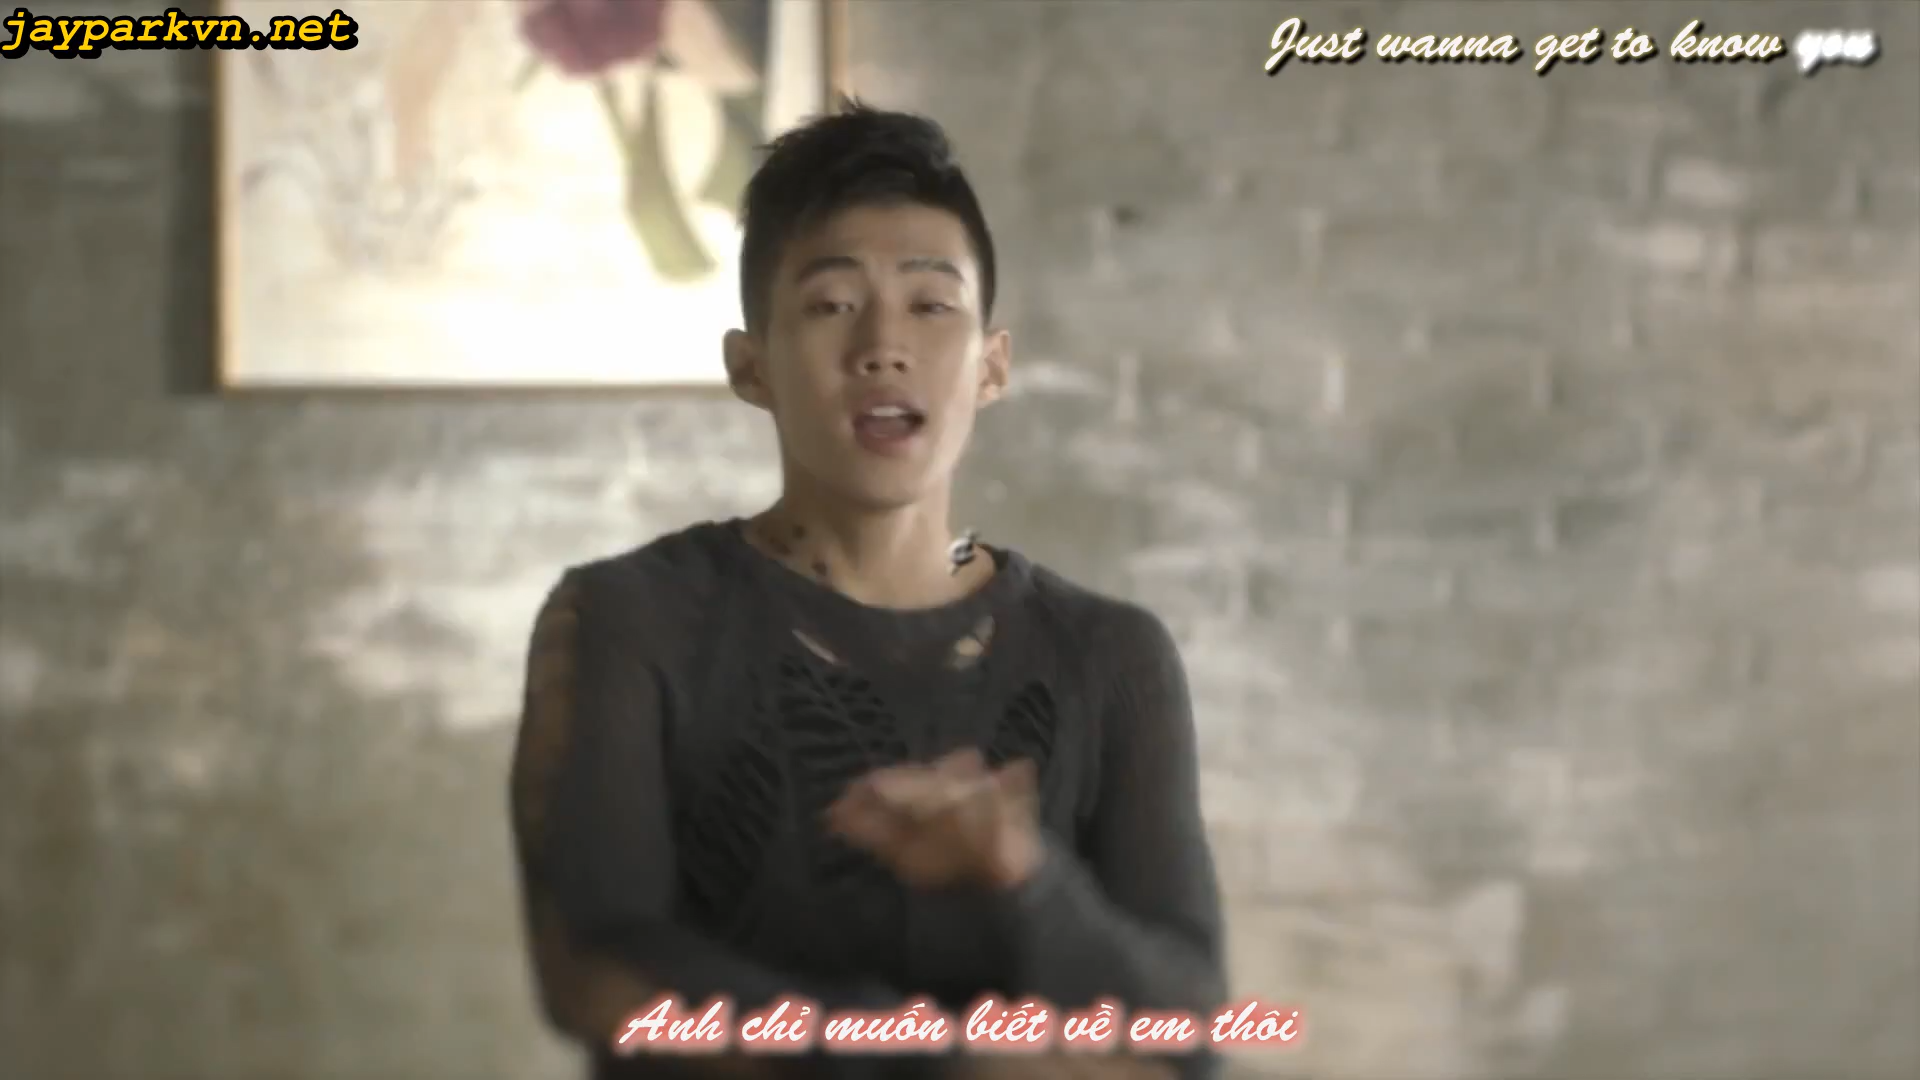 jayparkvn.net
Just wanna get to know you
Anh chỉ muốn biết về em thôi